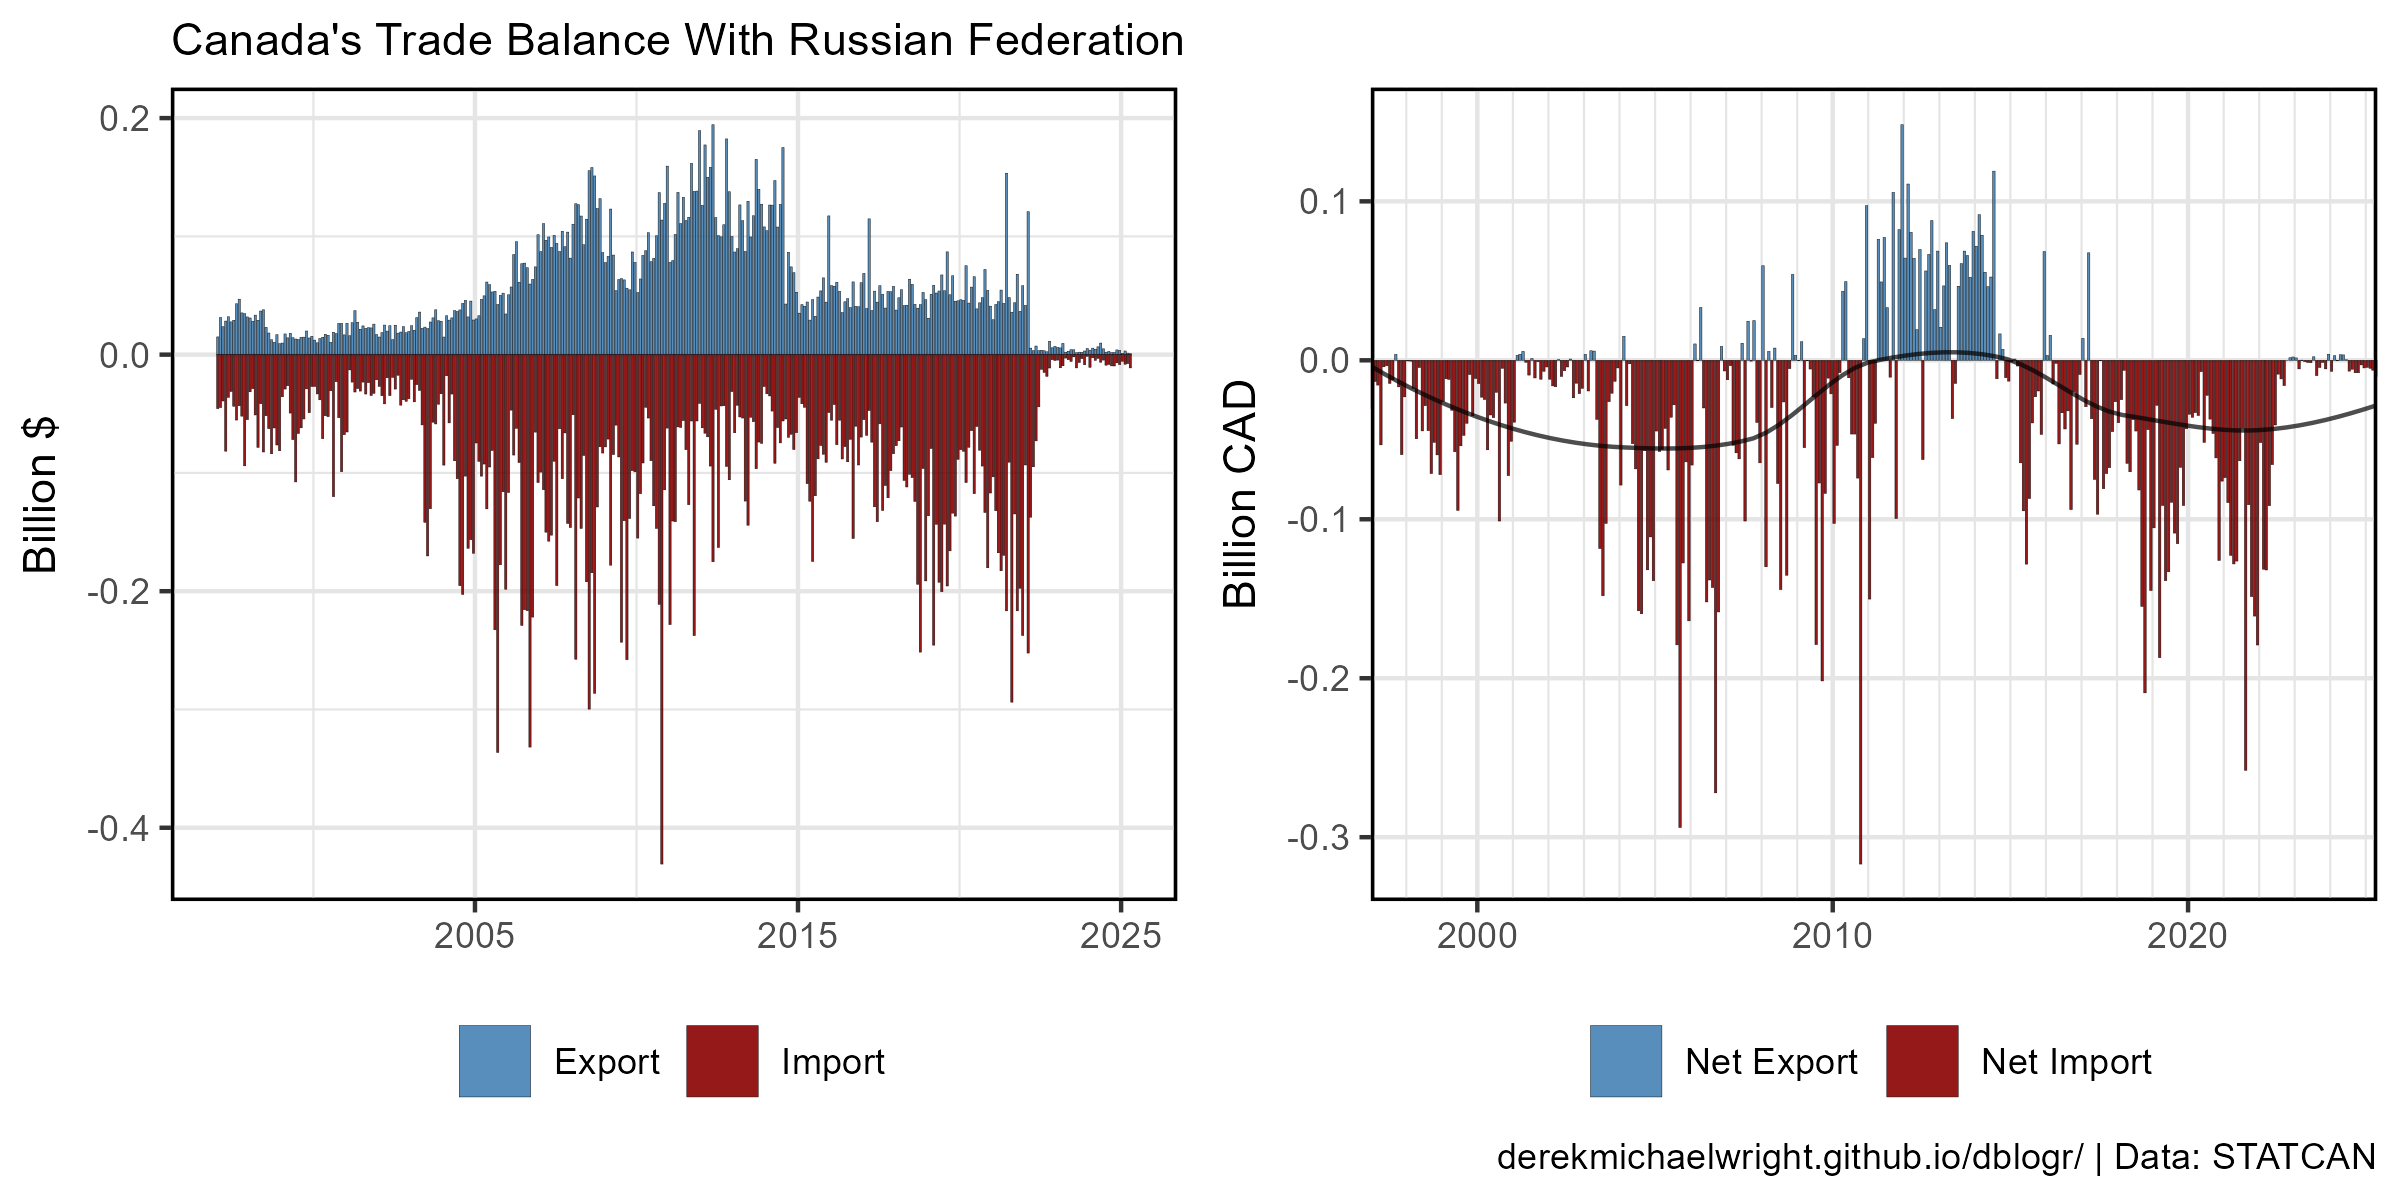 Canada's Trade Balance With Russian Federation
Billion $
0.2
0.0
-0.2
-0.4
2005 2015 2025
Export Import
Billion CAD
0.1
0.0
-0.1
-0.2
-0.3
2000 2010 2020
Net Export Net Import
derekmichaelwright.github.io/dblogr/ | Data: STATCAN